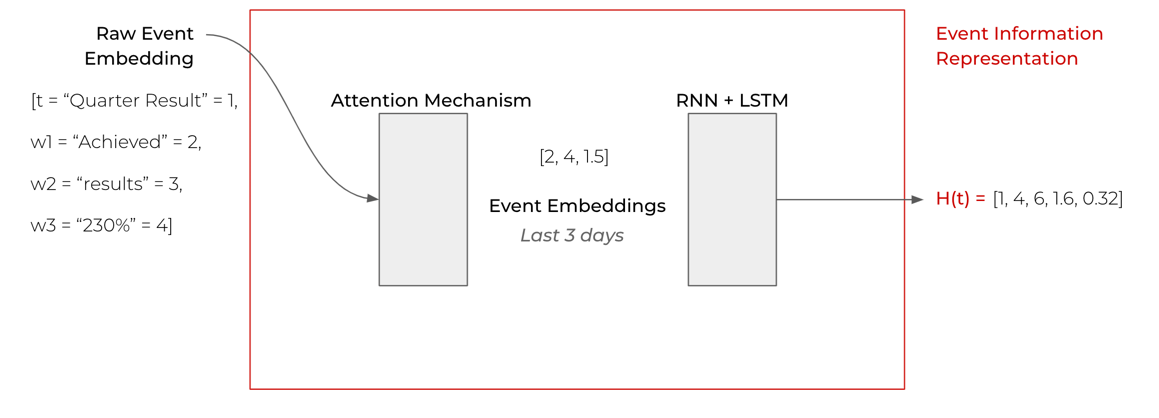 Raw Event
Embedding
[t = “Quarter Result” = 1,
w1 = “Achieved” = 2,
w2 = “results” = 3,
w3 = “230%” = 4]
Attention Mechanism
[2, 4, 1.5]
Event Embeddings
Last 3 days
RNN + LSTM
Event Information
Representation
H(t) = [1, 4, 6, 1.6, 0.32]